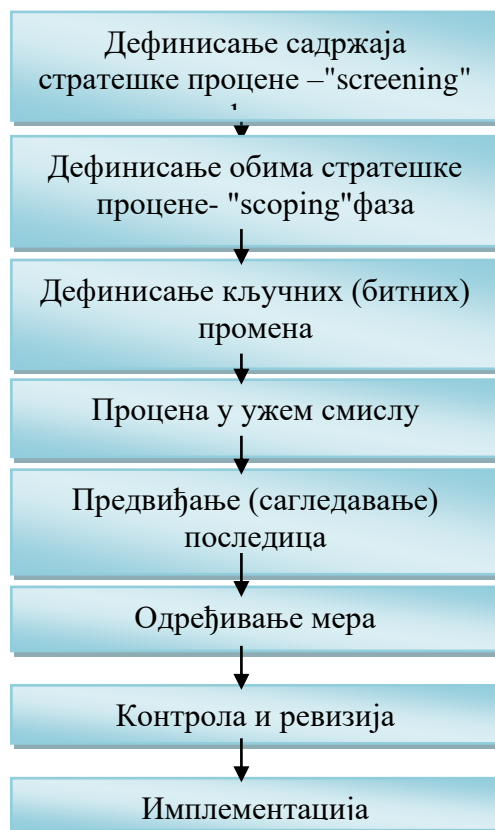 Дефинисање садржаја
стратешке процене –"screening"
Дефинисање обима стратешке
процене- "scoping"фаза
Дефинисање кључних (битних)
промена
Процена у ужем смислу
Предвиђање (сагледавање)
последица
Одређивање мера
Контрола и ревизија
Имплементација